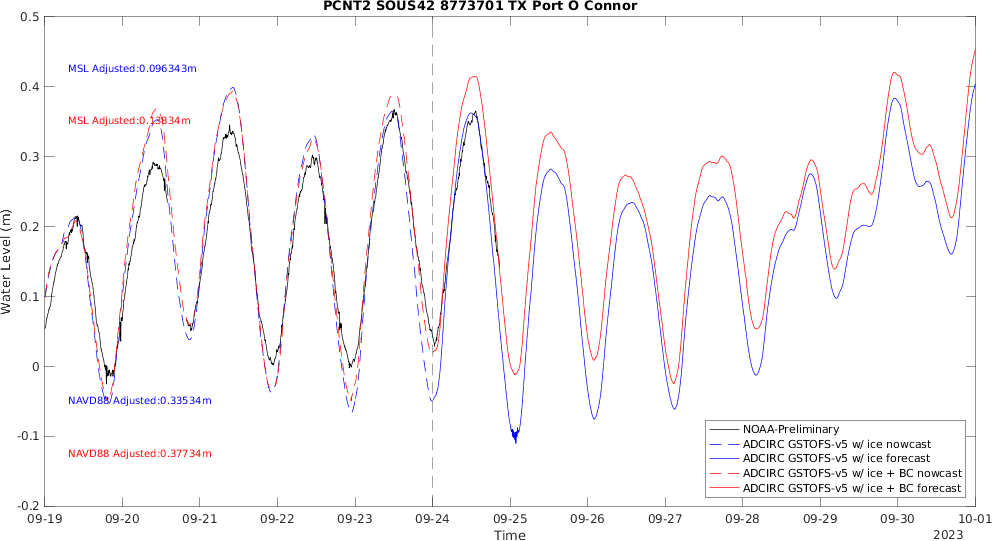 PCNT2 SOUS42 8773701 TX Port O Connor
0.5
0.4
0.3
0.2
0.1
0
-0.1
-0.2
Water Level (m)
MSL Adjusted:0.096343m
MSL Adjusted:0.13834m
NAVD88 Adjusted:0.33534m
NAVD88 Adjusted:0.37734m
NOAA-Preliminary
ADCIRC GSTOFS-v5 w/ ice nowcast
ADCIRC GSTOFS-v5 w/ ice forecast
ADCIRC GSTOFS-v5 w/ ice + BC nowcast
ADCIRC GSTOFS-v5 w/ ice + BC forecast
09-19 09-20 09-21 09-22 09-23 09-24 09-25 09-26 09-27 09-28 09-29 09-30 10-01
Time
2023